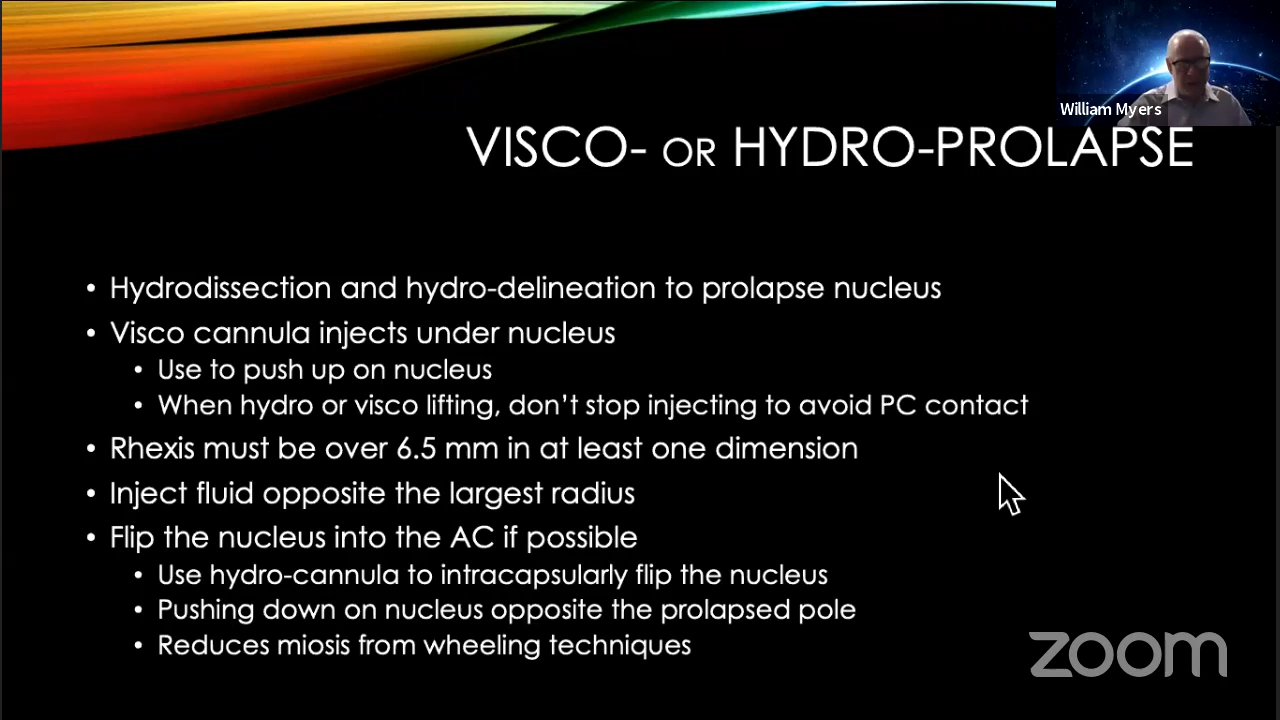 William Myers
VISCO- OR HYDRO-PROLAPSE
• Hydrodissection and hydro-delineation to prolapse nucleus
• Visco cannula injects under nucleus
• Use to push up on nucleus
• When hydro or visco lifting, don't stop injecting to avoid PC contact
• Rhexis must be over 6.5 mm in at least one dimension
• Inject fluid opposite the largest radius
• Flip the nucleus into the AC if possible
• Use hydro-cannula to intracapsularly flip the nucleus
• Pushing down on nucleus opposite the prolapsed pole
• Reduces miosis from wheeling techniques
zoom